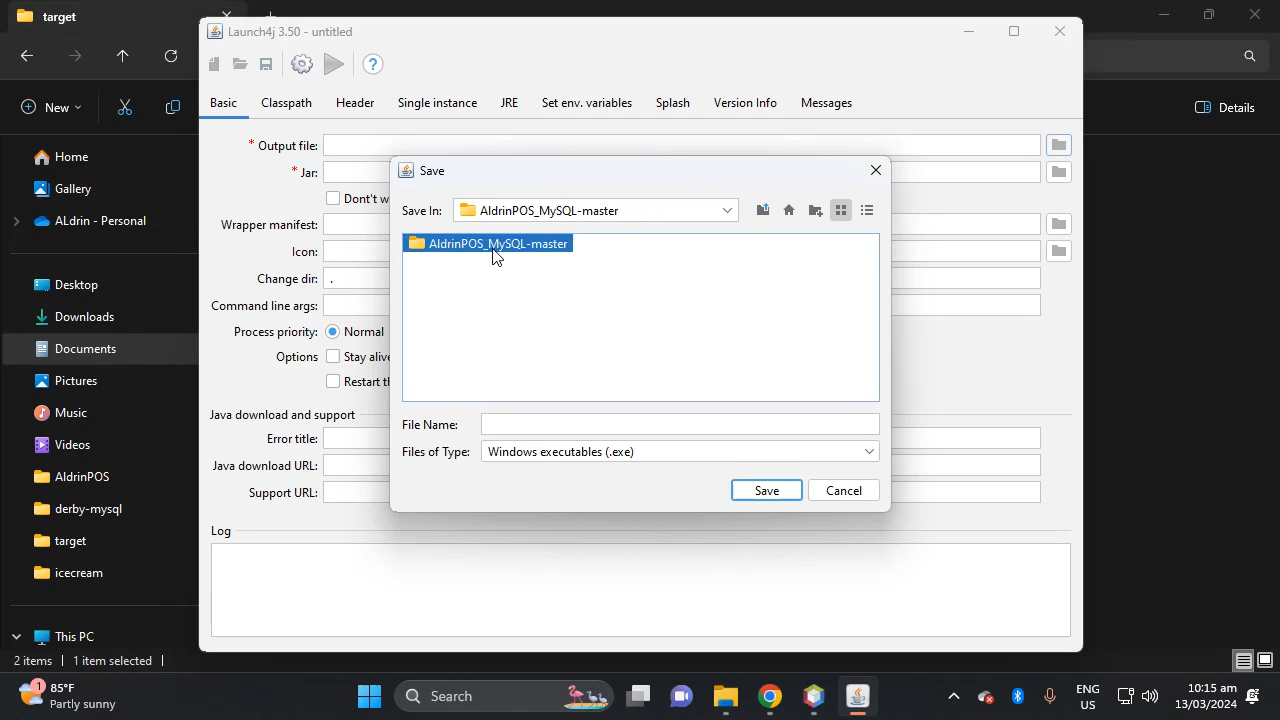 target
Launch4j 3.50 - untitled
New
Details
Basic
Classpath
Header
Single instance
JRE
Set env. variables
Splash
Version Info
Messages
Home
Gallery
ALdrin - Personal
Desktop
Downloads
Documents
Pictures
Music
Videos
AldrinPOS
derby-mysql
target
icecream
This PC
2 items
1 item selected
* Output file:
* Jar:
Don't w
Wrapper manifest:
Icon:
Change dir: .
Command line args:
Process priority: Normal
Options Stay alive
Restart th
Java download and support
Error title:
Java download URL:
Support URL:
Log
Save
Save In: AldrinPOS_MySQL-master
AldrinPOS_MySQL-master
File Name:
Files of Type: Windows executables (.exe)
Save
Cancel
1
85°F
Partly sunny
Search
ENG
US
10:15 am
13/03/2024